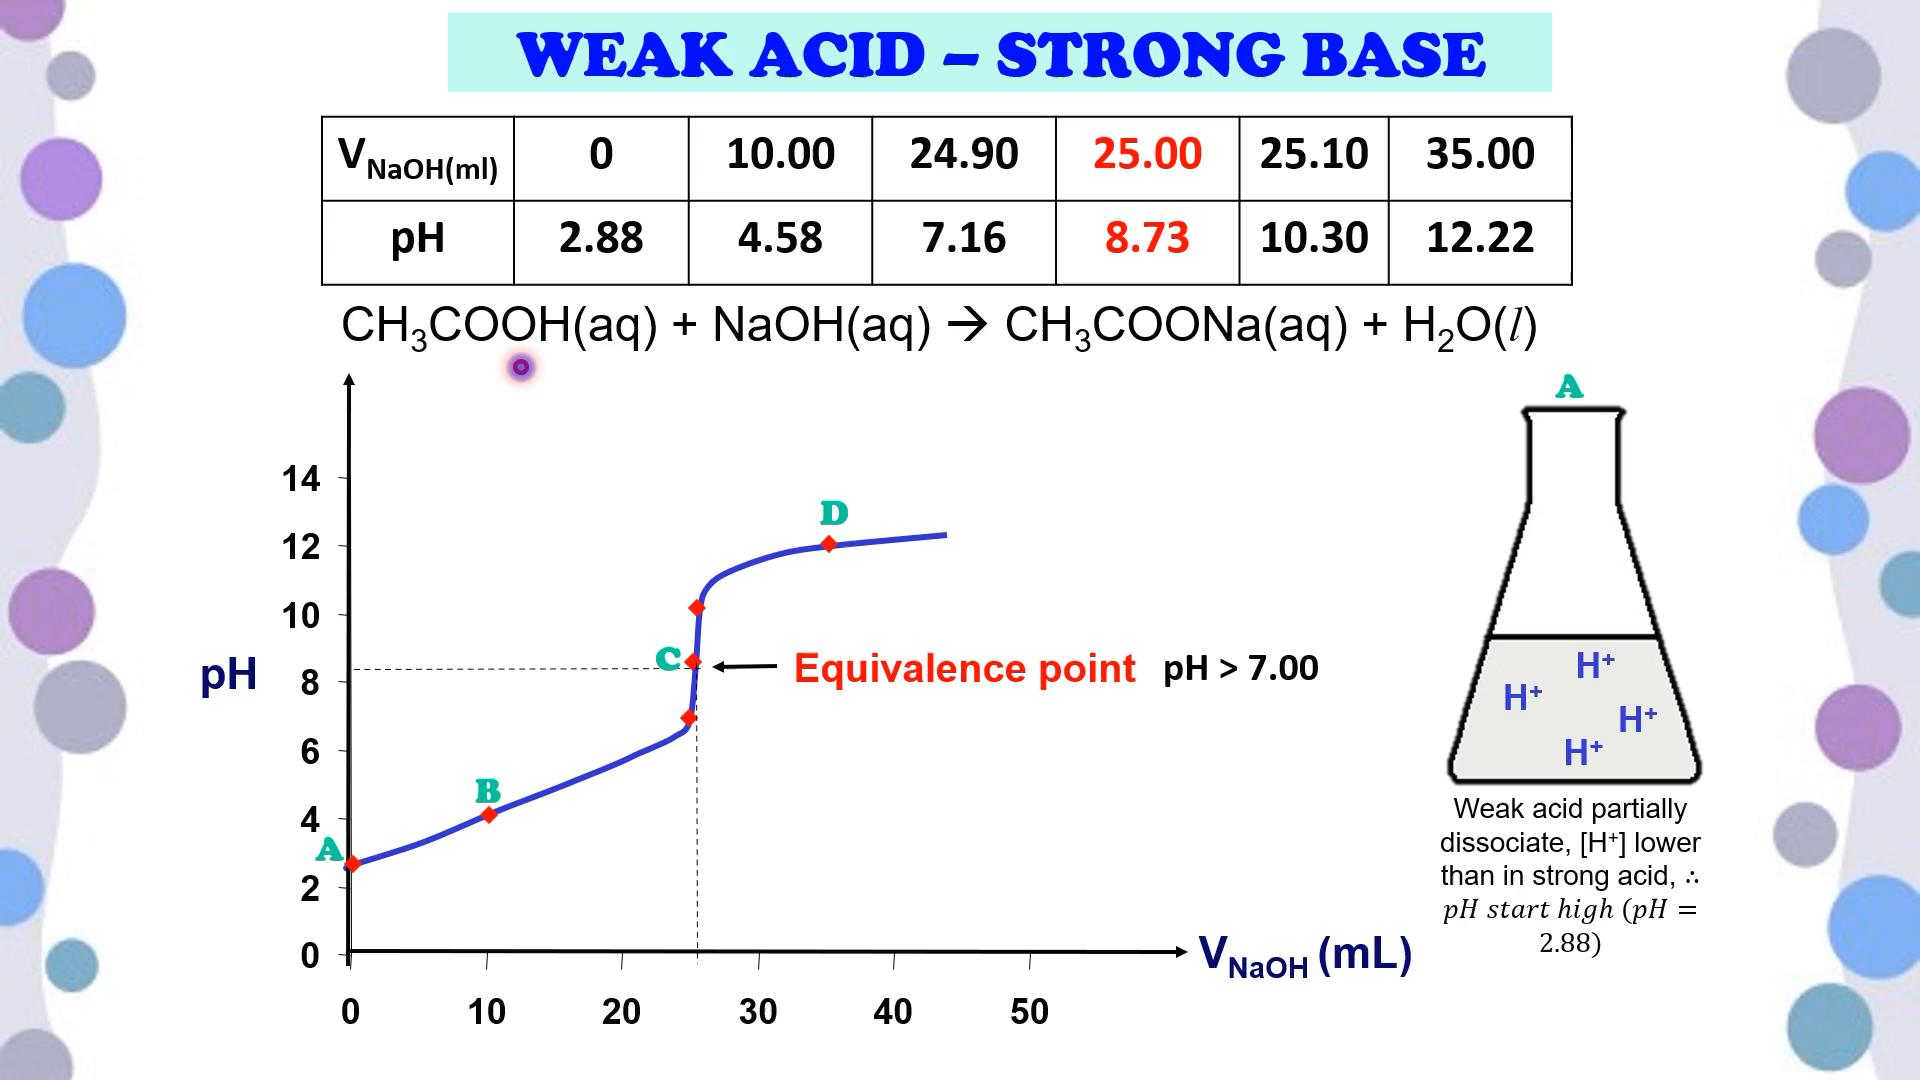 WEAK ACID – STRONG BASE
V_NaOH(ml) 0 10.00 24.90 25.00 25.10 35.00
pH 2.88 4.58 7.16 8.73 10.30 12.22
CH₃COOH(aq) + NaOH(aq) → CH₃COONa(aq) + H₂O(l)
A
14
D
12
10
C
Equivalence point pH > 7.00
pH
8
6
B
4
A
2
0
V_NaOH (mL)
0 10 20 30 40 50
H⁺
H⁺
H⁺
H⁺
Weak acid partially
dissociate, [H⁺] lower
than in strong acid, ∴
pH start high (pH =
2.88)